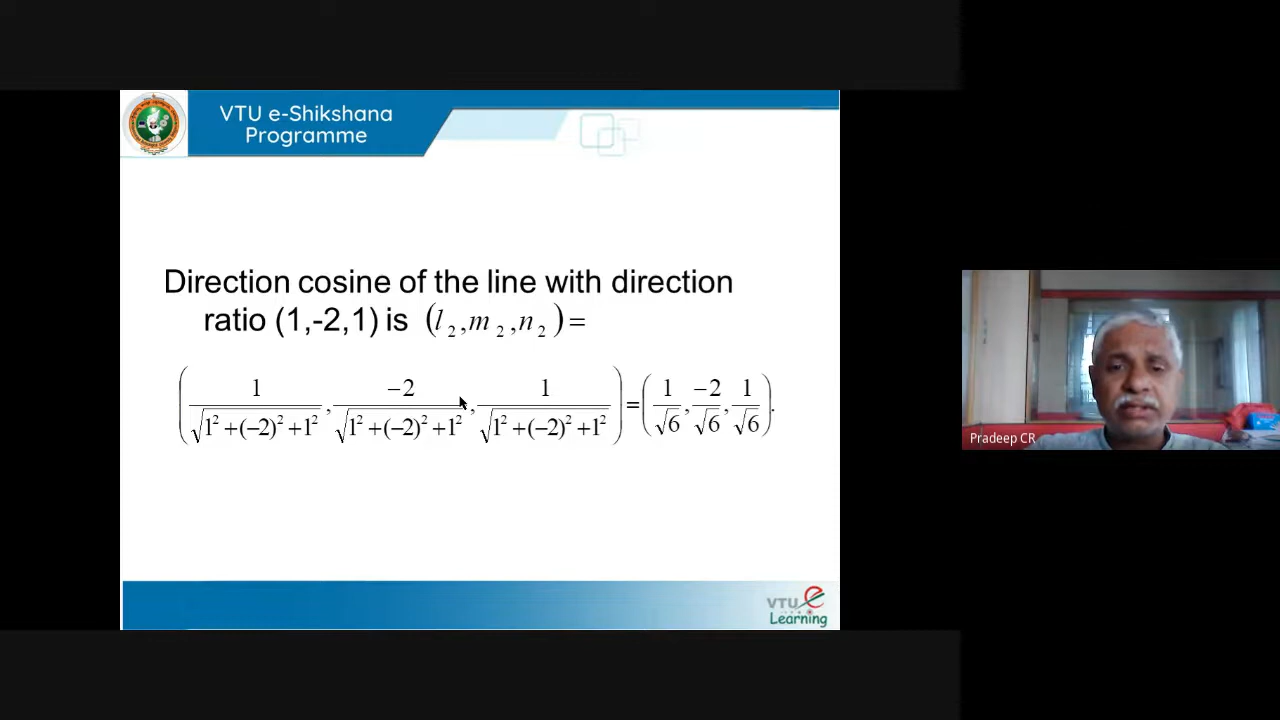 VTU e-Shikshana
Programme
Direction cosine of the line with direction
ratio (1,-2,1) is (l₂,m₂,n₂)=
(1/√(1²+(−2)²+1²), −2/√(1²+(−2)²+1²), 1/√(1²+(−2)²+1²)) = (1/√6, −2/√6, 1/√6).
Pradeep CR
VTU e
Learning